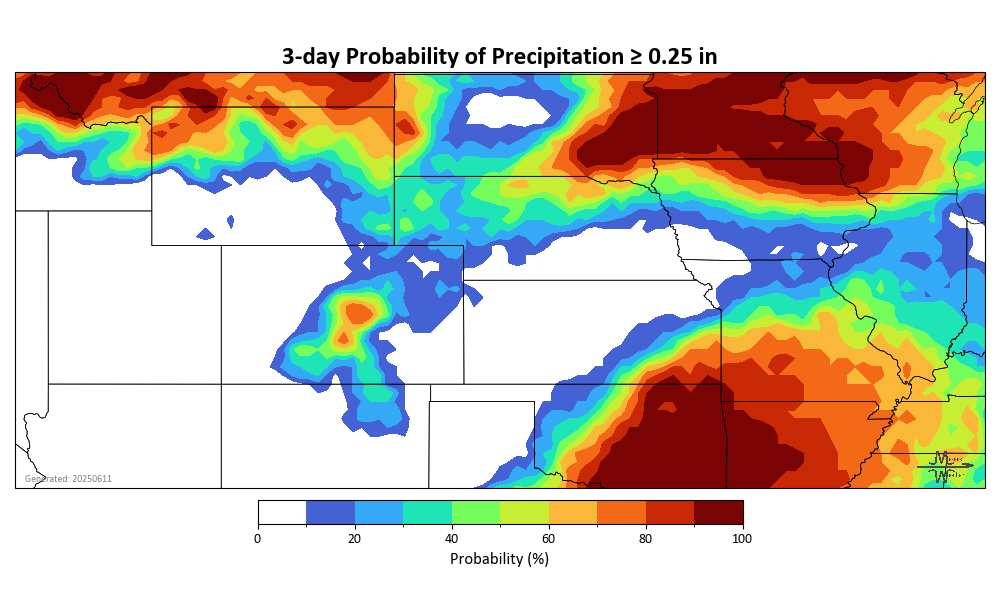 3-day Probability of Precipitation ≥ 0.25 in
Generated: 20250611
0 20 40 60 80 100
Probability (%)